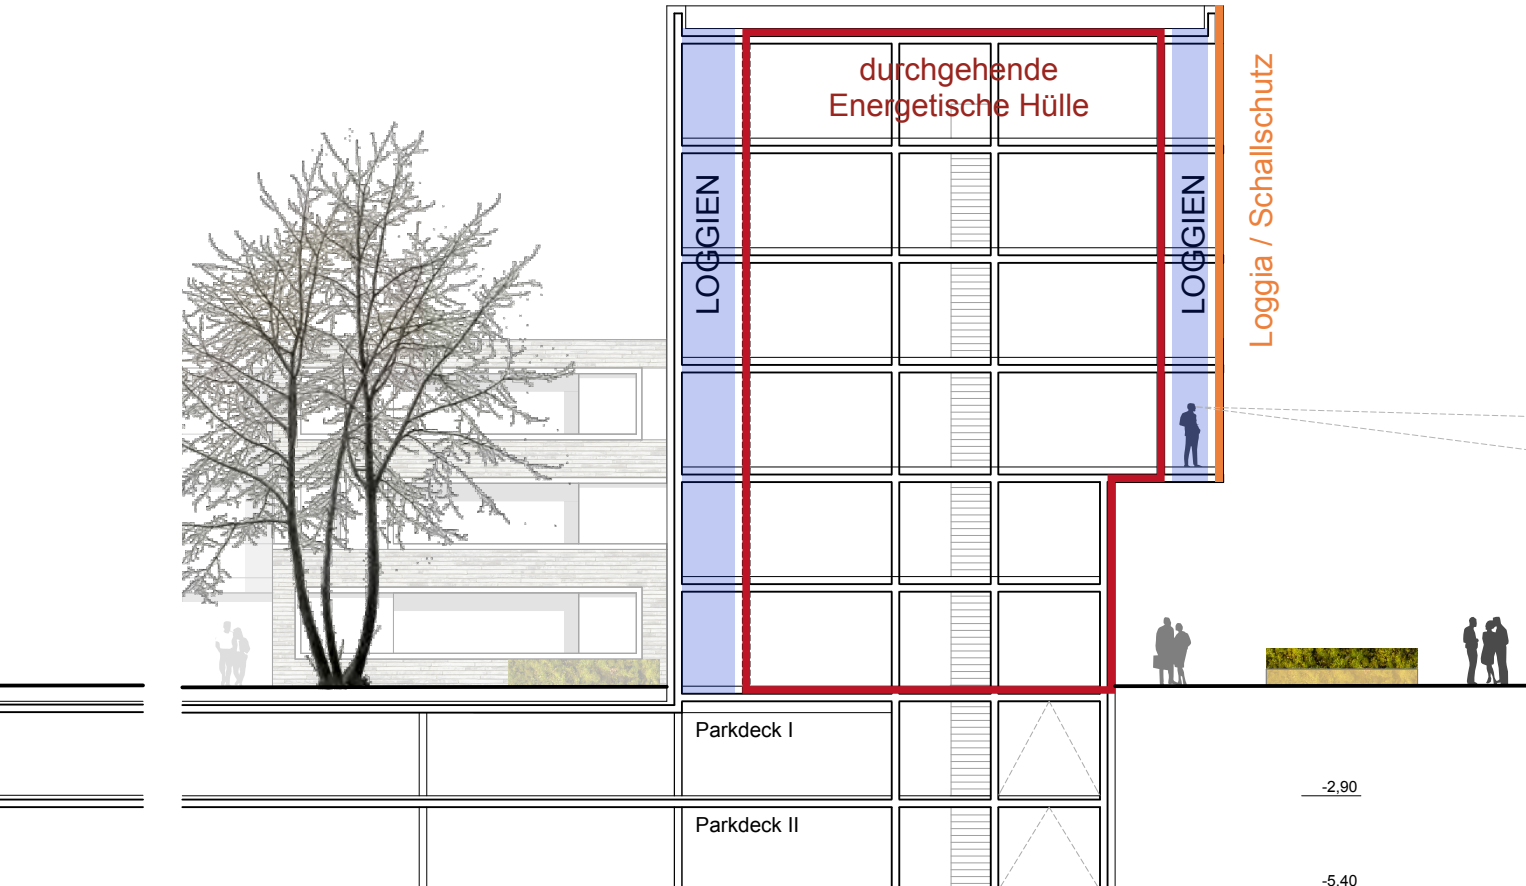 durchgehende
Energetische Hülle
LOGGIEN
LOGGIEN
Loggia / Schallschutz
Parkdeck I
-2,90
Parkdeck II
-5,40